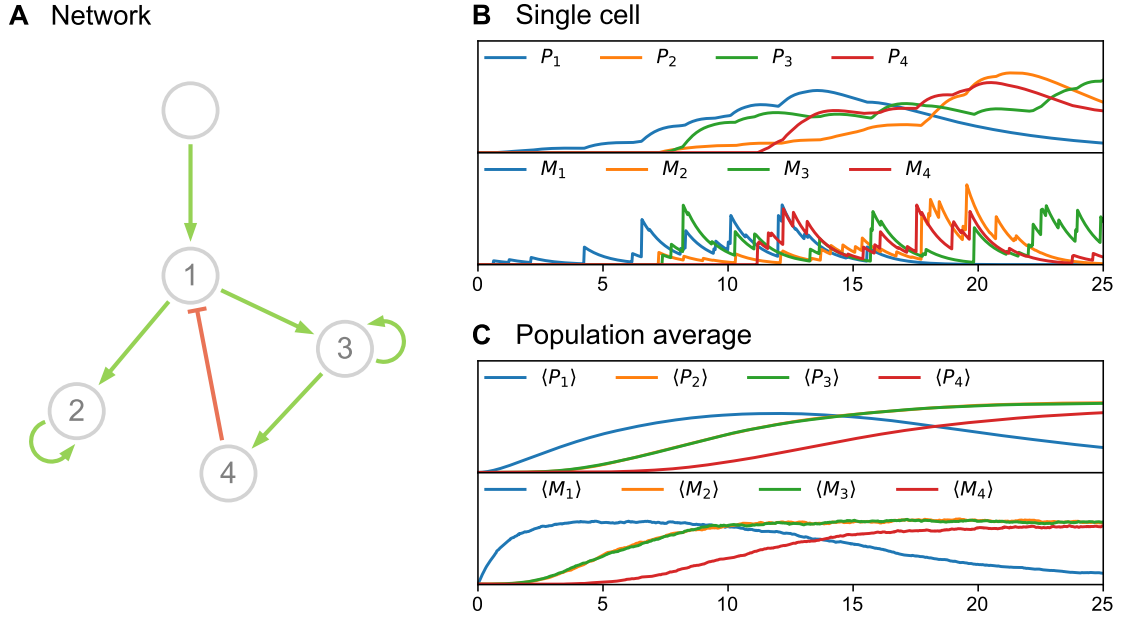 A Network
1
2
3
4
B Single cell
P1 P2 P3 P4
M1 M2 M3 M4
0 5 10 15 20 25
C Population average
⟨P1⟩ ⟨P2⟩ ⟨P3⟩ ⟨P4⟩
⟨M1⟩ ⟨M2⟩ ⟨M3⟩ ⟨M4⟩
0 5 10 15 20 25